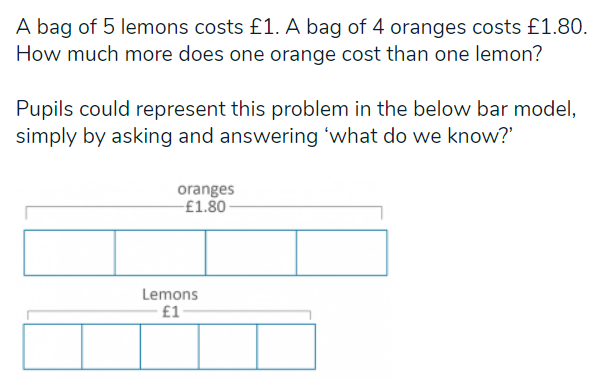 A bag of 5 lemons costs £1. A bag of 4 oranges costs £1.80.
How much more does one orange cost than one lemon?
Pupils could represent this problem in the below bar model,
simply by asking and answering ‘what do we know?’
oranges
£1.80
Lemons
£1